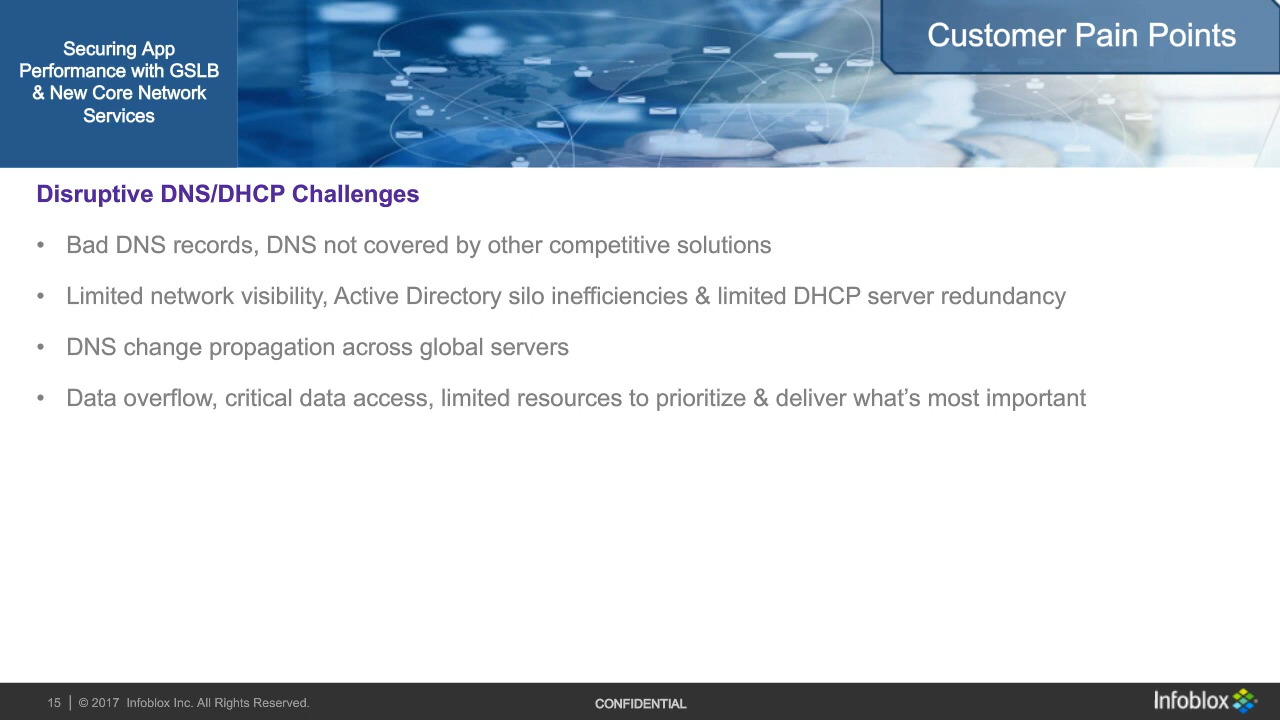 Securing App
Performance with GSLB
& New Core Network
Services
Customer Pain Points
Disruptive DNS/DHCP Challenges
• Bad DNS records, DNS not covered by other competitive solutions
• Limited network visibility, Active Directory silo inefficiencies & limited DHCP server redundancy
• DNS change propagation across global servers
• Data overflow, critical data access, limited resources to prioritize & deliver what’s most important
15 | © 2017 Infoblox Inc. All Rights Reserved.
CONFIDENTIAL
Infoblox